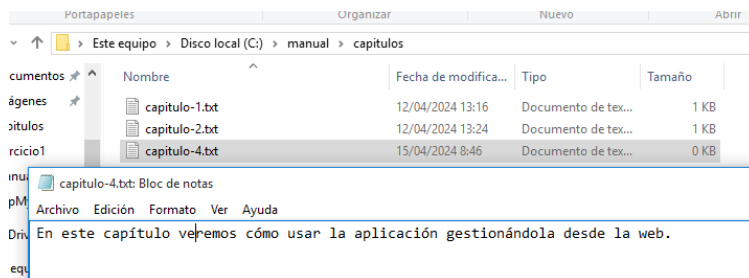 Portapapeles Organizar Nuevo Abrir
Este equipo > Disco local (C:) > manual > capitulos
cumentos Nombre Fecha de modifica... Tipo Tamaño
ágenes capitulo-1.txt 12/04/2024 13:16 Documento de tex... 1 KB
pitulos capitulo-2.txt 12/04/2024 13:24 Documento de tex... 1 KB
rcicio1 capitulo-4.txt 15/04/2024 8:46 Documento de tex... 0 KB
capitulo-4.txt: Bloc de notas
Archivo Edición Formato Ver Ayuda
En este capítulo veremos cómo usar la aplicación gestionándola desde la web.